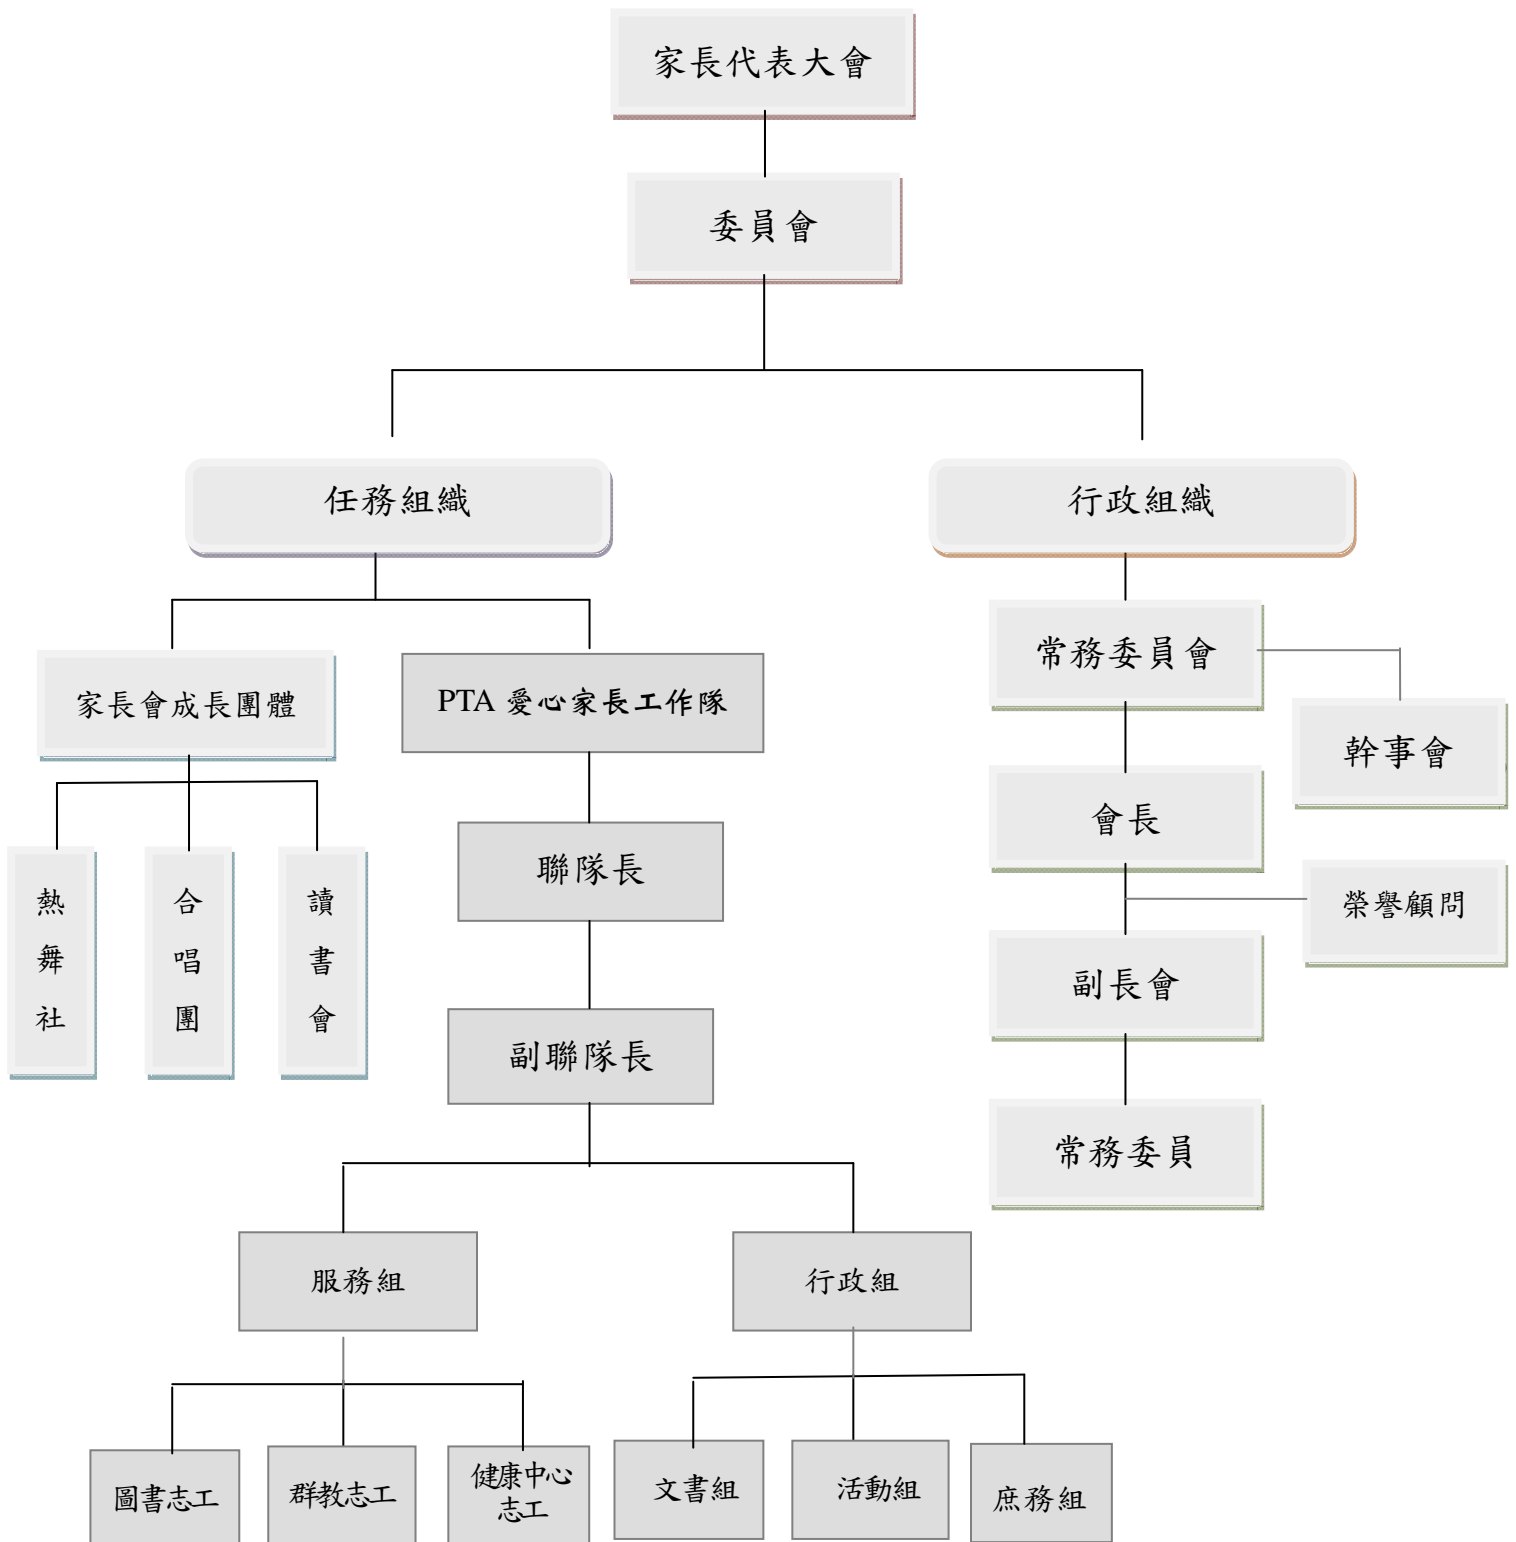 家長代表大會
委員會
任務組織
行政組織
家長會成長團體
PTA 愛心家長工作隊
常務委員會
幹事會
熱舞社
合唱團
讀書會
聯隊長
會長
榮譽顧問
副聯隊長
副長會
常務委員
服務組
行政組
圖書志工
群教志工
健康中心
志工
文書組
活動組
庶務組